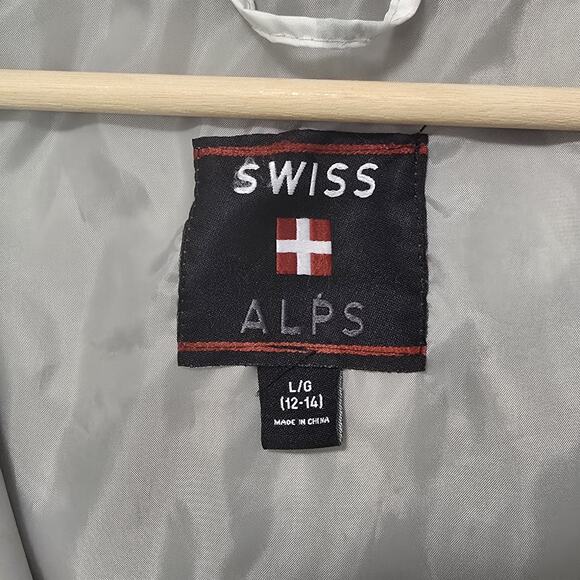 SWISS
ALPS
L/G
(12-14)
MADE IN CHINA